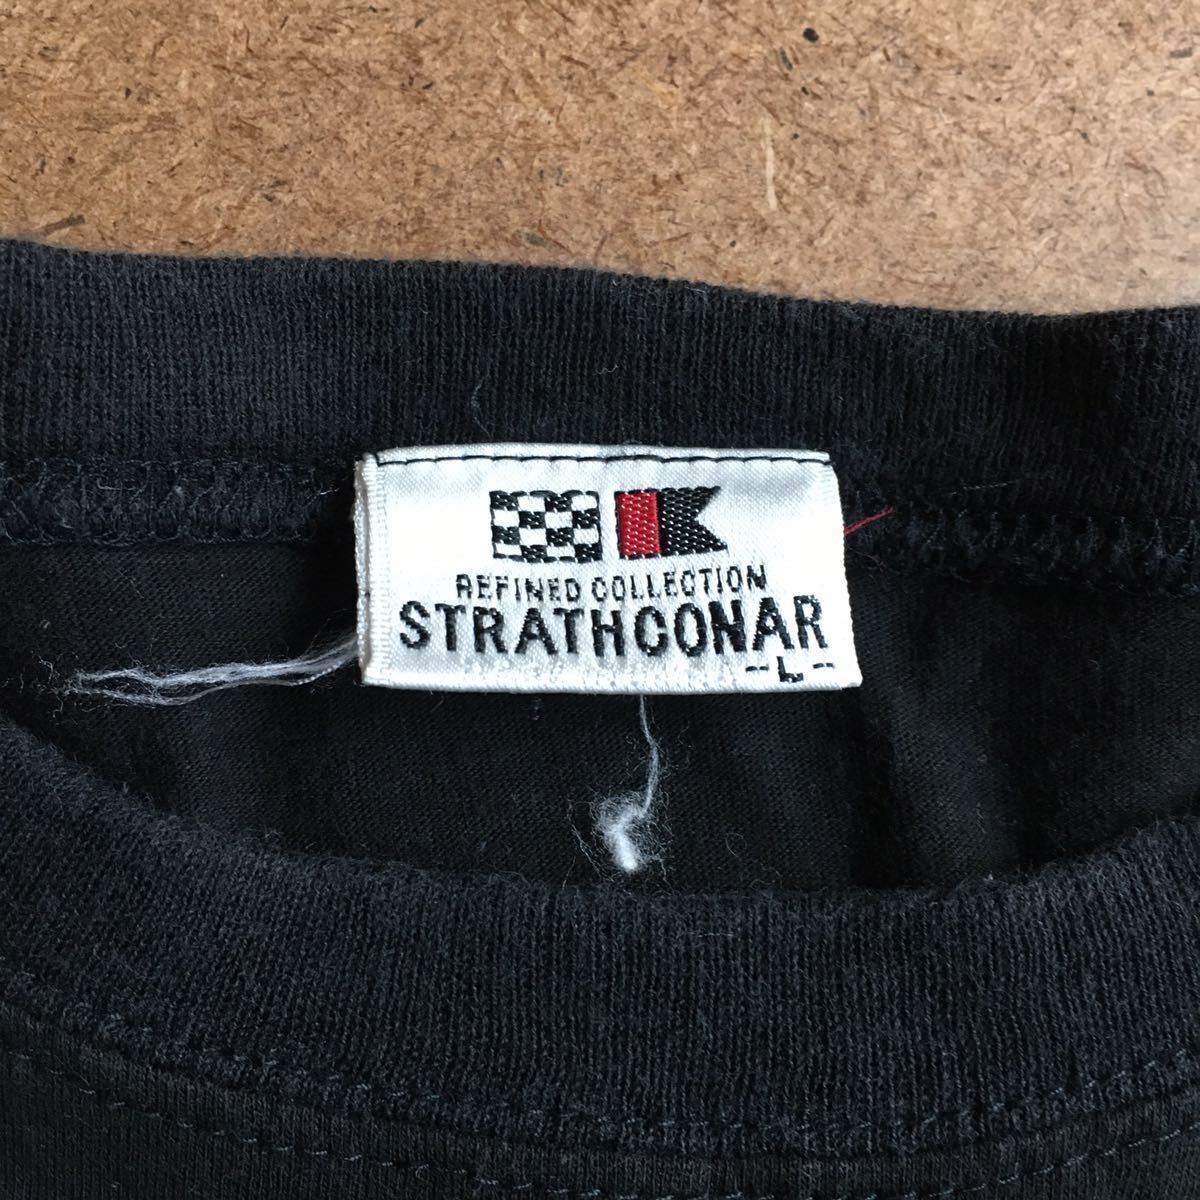 REFINED COLLECTION
STRATHCONAR
-L-